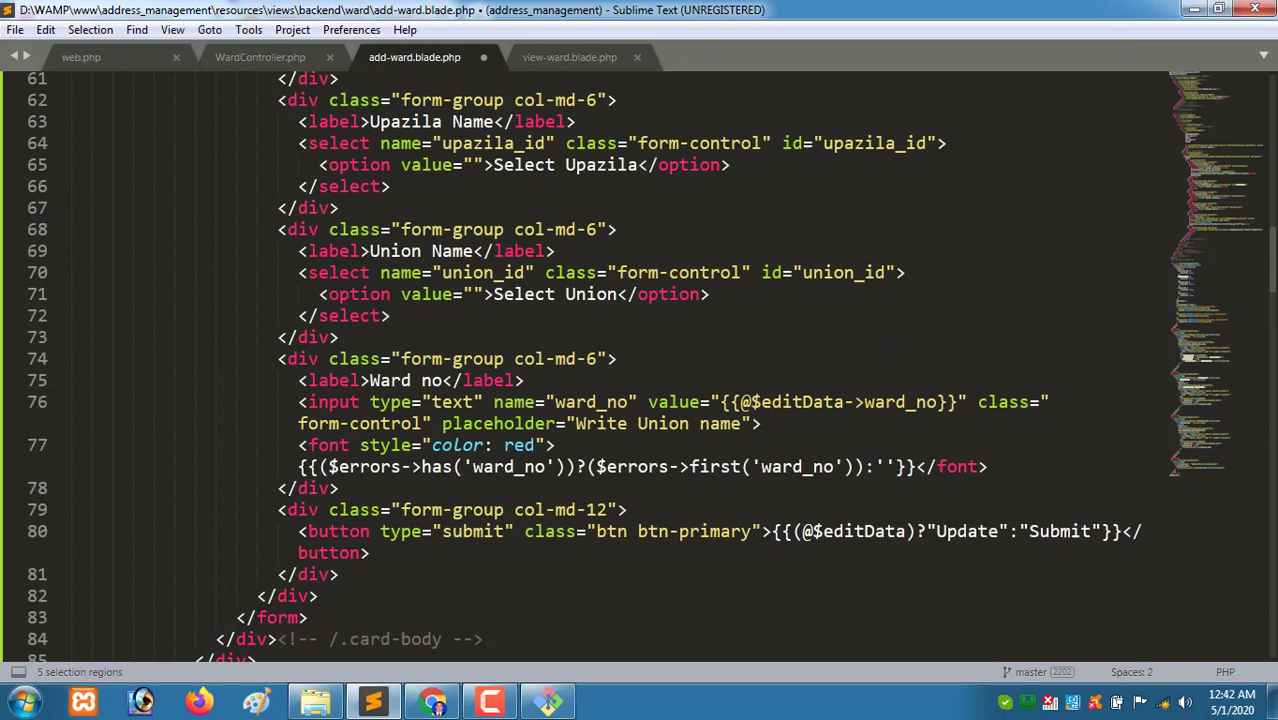 D:\WAMP\www\address_management\resources\views\backend\ward\add-ward.blade.php • (address_management) - Sublime Text (UNREGISTERED)
File Edit Selection Find View Goto Tools Project Preferences Help
web.php WardController.php add-ward.blade.php view-ward.blade.php
61 </div>
62 <div class="form-group col-md-6">
63 <label>Upazila Name</label>
64 <select name="upazila_id" class="form-control" id="upazila_id">
65 <option value="">Select Upazila</option>
66 </select>
67 </div>
68 <div class="form-group col-md-6">
69 <label>Union Name</label>
70 <select name="union_id" class="form-control" id="union_id">
71 <option value="">Select Union</option>
72 </select>
73 </div>
74 <div class="form-group col-md-6">
75 <label>Ward no</label>
76 <input type="text" name="ward_no" value="{{@$editData->ward_no}}" class="
form-control" placeholder="Write Union name">
77 <font style="color: red">
{{($errors->has('ward_no'))?($errors->first('ward_no')):''}}</font>
78 </div>
79 <div class="form-group col-md-12">
80 <button type="submit" class="btn btn-primary">{{(@$editData)?"Update":"Submit"}}</
button>
81 </div>
82 </div>
83 </form>
84 </div><!-- /.card-body -->
85 </div>
5 selection regions master 2202 Spaces: 2 PHP
12:42 AM
5/1/2020